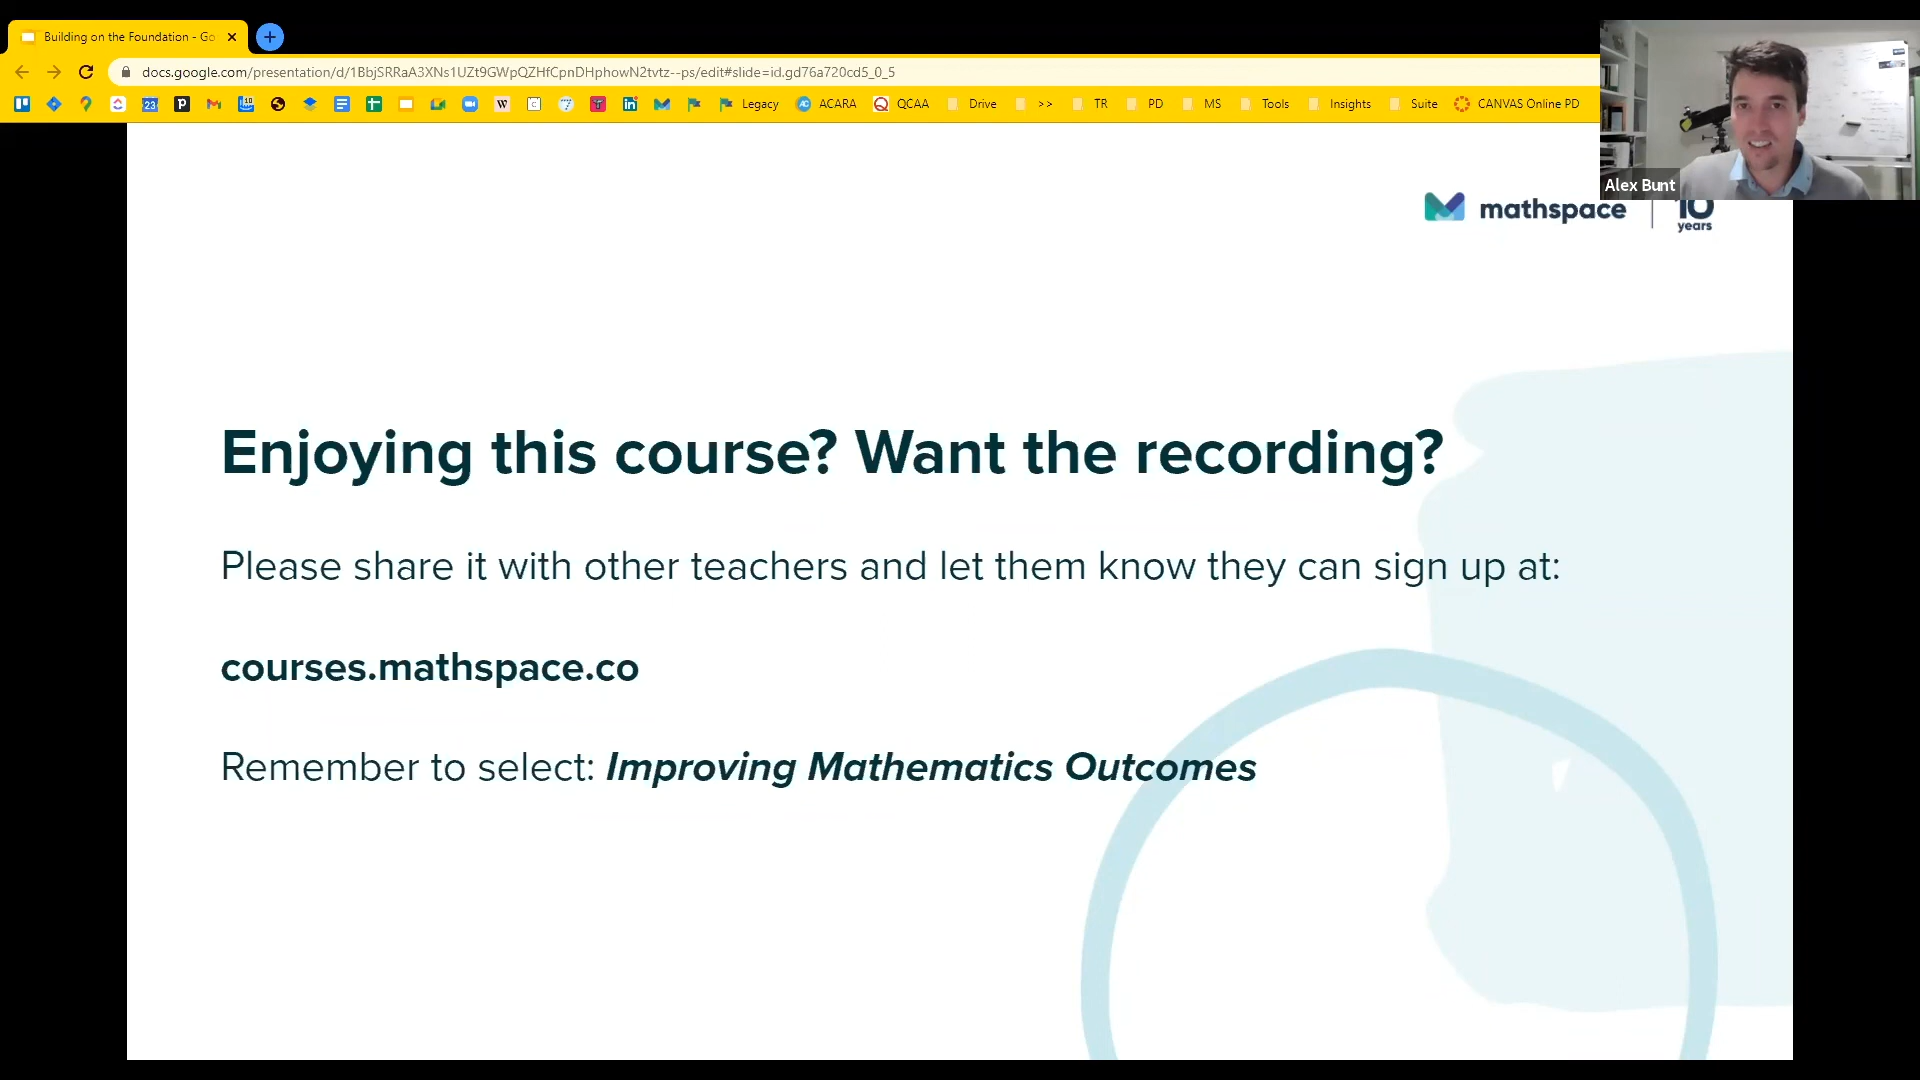 Building on the Foundation - Go
docs.google.com/presentation/d/1BbjSRRaA3XNs1UZt9GWpQZHfCpnDHphowN2tvtz--ps/edit#slide=id.gd76a720cd5_0_5
Legacy ACARA QCAA Drive >> TR PD MS Tools Insights Suite CANVAS Online PD
Alex Bunt
mathspace 10 years
Enjoying this course? Want the recording?
Please share it with other teachers and let them know they can sign up at:
courses.mathspace.co
Remember to select: Improving Mathematics Outcomes